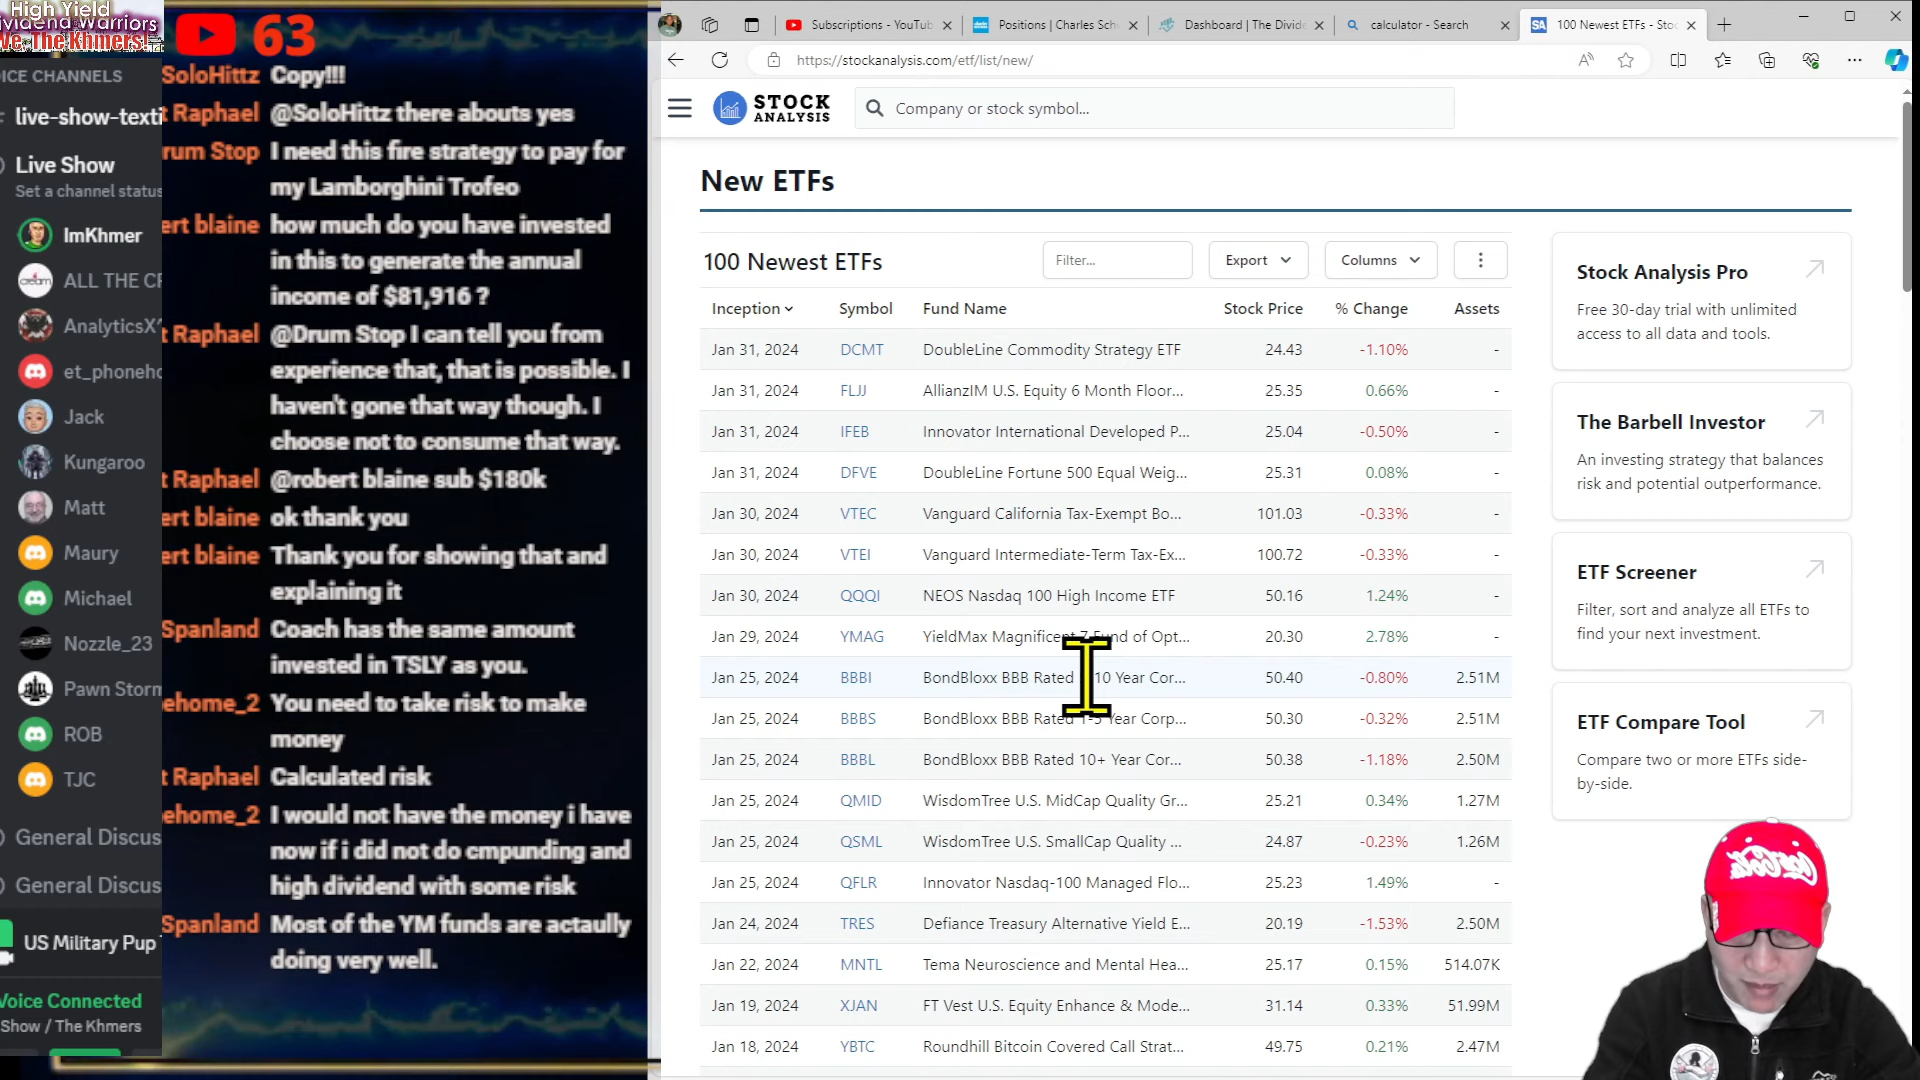 High Yield
Dividend Warriors
We, The Khmers!
VOICE CHANNELS
live-show-texti
Live Show
Set a channel status
ImKhmer
ALL THE CR
AnalyticsX
et_phoneho
Jack
Kungaroo
Matt
Maury
Michael
Nozzle_23
Pawn Storm
ROB
TJC
General Discus
General Discus
US Military Pup
Voice Connected
Show / The Khmers
63
SoloHittz Copy!!!
t Raphael @SoloHittz there abouts yes
rum Stop I need this fire strategy to pay for
my Lamborghini Trofeo
ert blaine how much do you have invested
in this to generate the annual
income of $81,916 ?
t Raphael @Drum Stop I can tell you from
experience that, that is possible. I
haven't gone that way though. I
choose not to consume that way.
t Raphael @robert blaine sub $180k
ert blaine ok thank you
ert blaine Thank you for showing that and
explaining it
Spanland Coach has the same amount
invested in TSLY as you.
ehome_2 You need to take risk to make
money
t Raphael Calculated risk
ehome_2 I would not have the money i have
now if i did not do cmpunding and
high dividend with some risk
Spanland Most of the YM funds are actaully
doing very well.
Subscriptions - YouTub
Positions | Charles Sch
Dashboard | The Divide
calculator - Search
100 Newest ETFs - Stoc
https://stockanalysis.com/etf/list/new/
STOCK
ANALYSIS
Company or stock symbol...
New ETFs
100 Newest ETFs
Filter...
Export
Columns
Inception Symbol Fund Name Stock Price % Change Assets
Jan 31, 2024 DCMT DoubleLine Commodity Strategy ETF 24.43 -1.10% -
Jan 31, 2024 FLJJ AllianzIM U.S. Equity 6 Month Floor... 25.35 0.66% -
Jan 31, 2024 IFEB Innovator International Developed P... 25.04 -0.50% -
Jan 31, 2024 DFVE DoubleLine Fortune 500 Equal Weig... 25.31 0.08% -
Jan 30, 2024 VTEC Vanguard California Tax-Exempt Bo... 101.03 -0.33% -
Jan 30, 2024 VTEI Vanguard Intermediate-Term Tax-Ex... 100.72 -0.33% -
Jan 30, 2024 QQQI NEOS Nasdaq 100 High Income ETF 50.16 1.24% -
Jan 29, 2024 YMAG YieldMax Magnificent 7 Fund of Opt... 20.30 2.78% -
Jan 25, 2024 BBBI BondBloxx BBB Rated 10 Year Cor... 50.40 -0.80% 2.51M
Jan 25, 2024 BBBS BondBloxx BBB Rated 1-5 Year Corp... 50.30 -0.32% 2.51M
Jan 25, 2024 BBBL BondBloxx BBB Rated 10+ Year Cor... 50.38 -1.18% 2.50M
Jan 25, 2024 QMID WisdomTree U.S. MidCap Quality Gr... 25.21 0.34% 1.27M
Jan 25, 2024 QSML WisdomTree U.S. SmallCap Quality ... 24.87 -0.23% 1.26M
Jan 25, 2024 QFLR Innovator Nasdaq-100 Managed Flo... 25.23 1.49% -
Jan 24, 2024 TRES Defiance Treasury Alternative Yield E... 20.19 -1.53% 2.50M
Jan 22, 2024 MNTL Tema Neuroscience and Mental Hea... 25.17 0.15% 514.07K
Jan 19, 2024 XJAN FT Vest U.S. Equity Enhance & Mode... 31.14 0.33% 51.99M
Jan 18, 2024 YBTC Roundhill Bitcoin Covered Call Strat... 49.75 0.21% 2.47M
Stock Analysis Pro
Free 30-day trial with unlimited
access to all data and tools.
The Barbell Investor
An investing strategy that balances
risk and potential outperformance.
ETF Screener
Filter, sort and analyze all ETFs to
find your next investment.
ETF Compare Tool
Compare two or more ETFs side-
by-side.
Coca-Cola